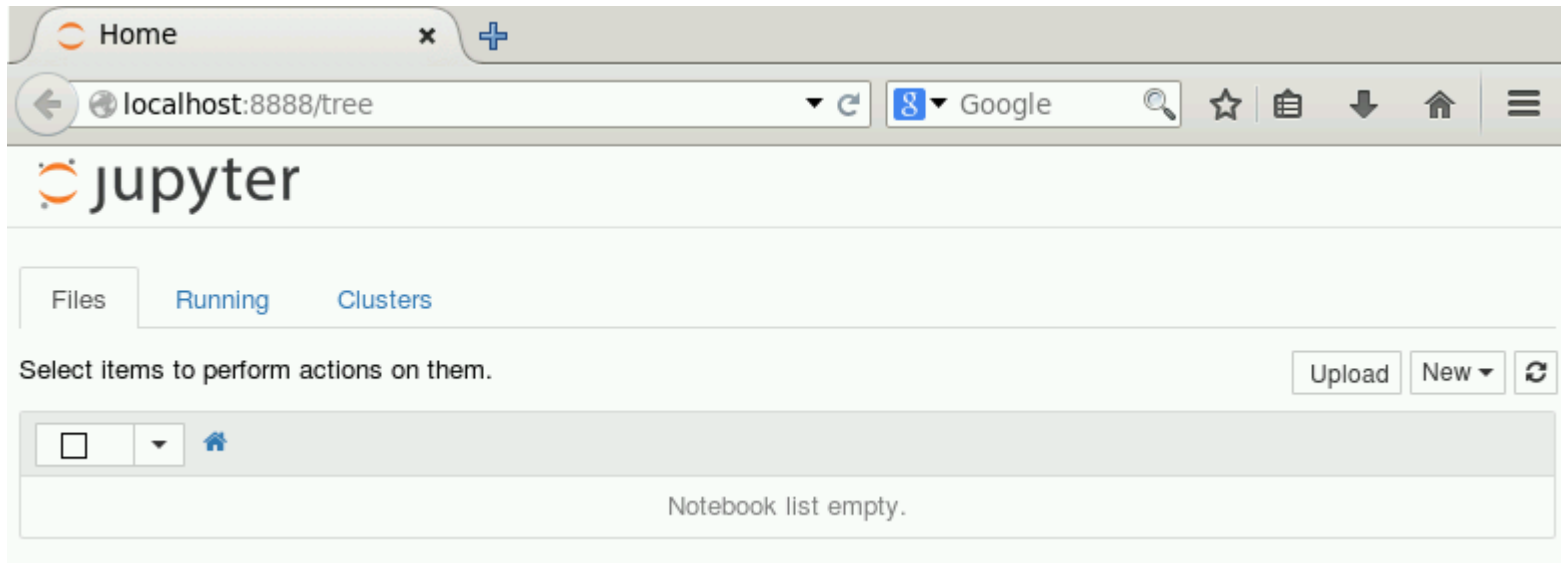 Home
localhost:8888/tree
8 Google
jupyter
Files Running Clusters
Select items to perform actions on them.
Upload New
Notebook list empty.